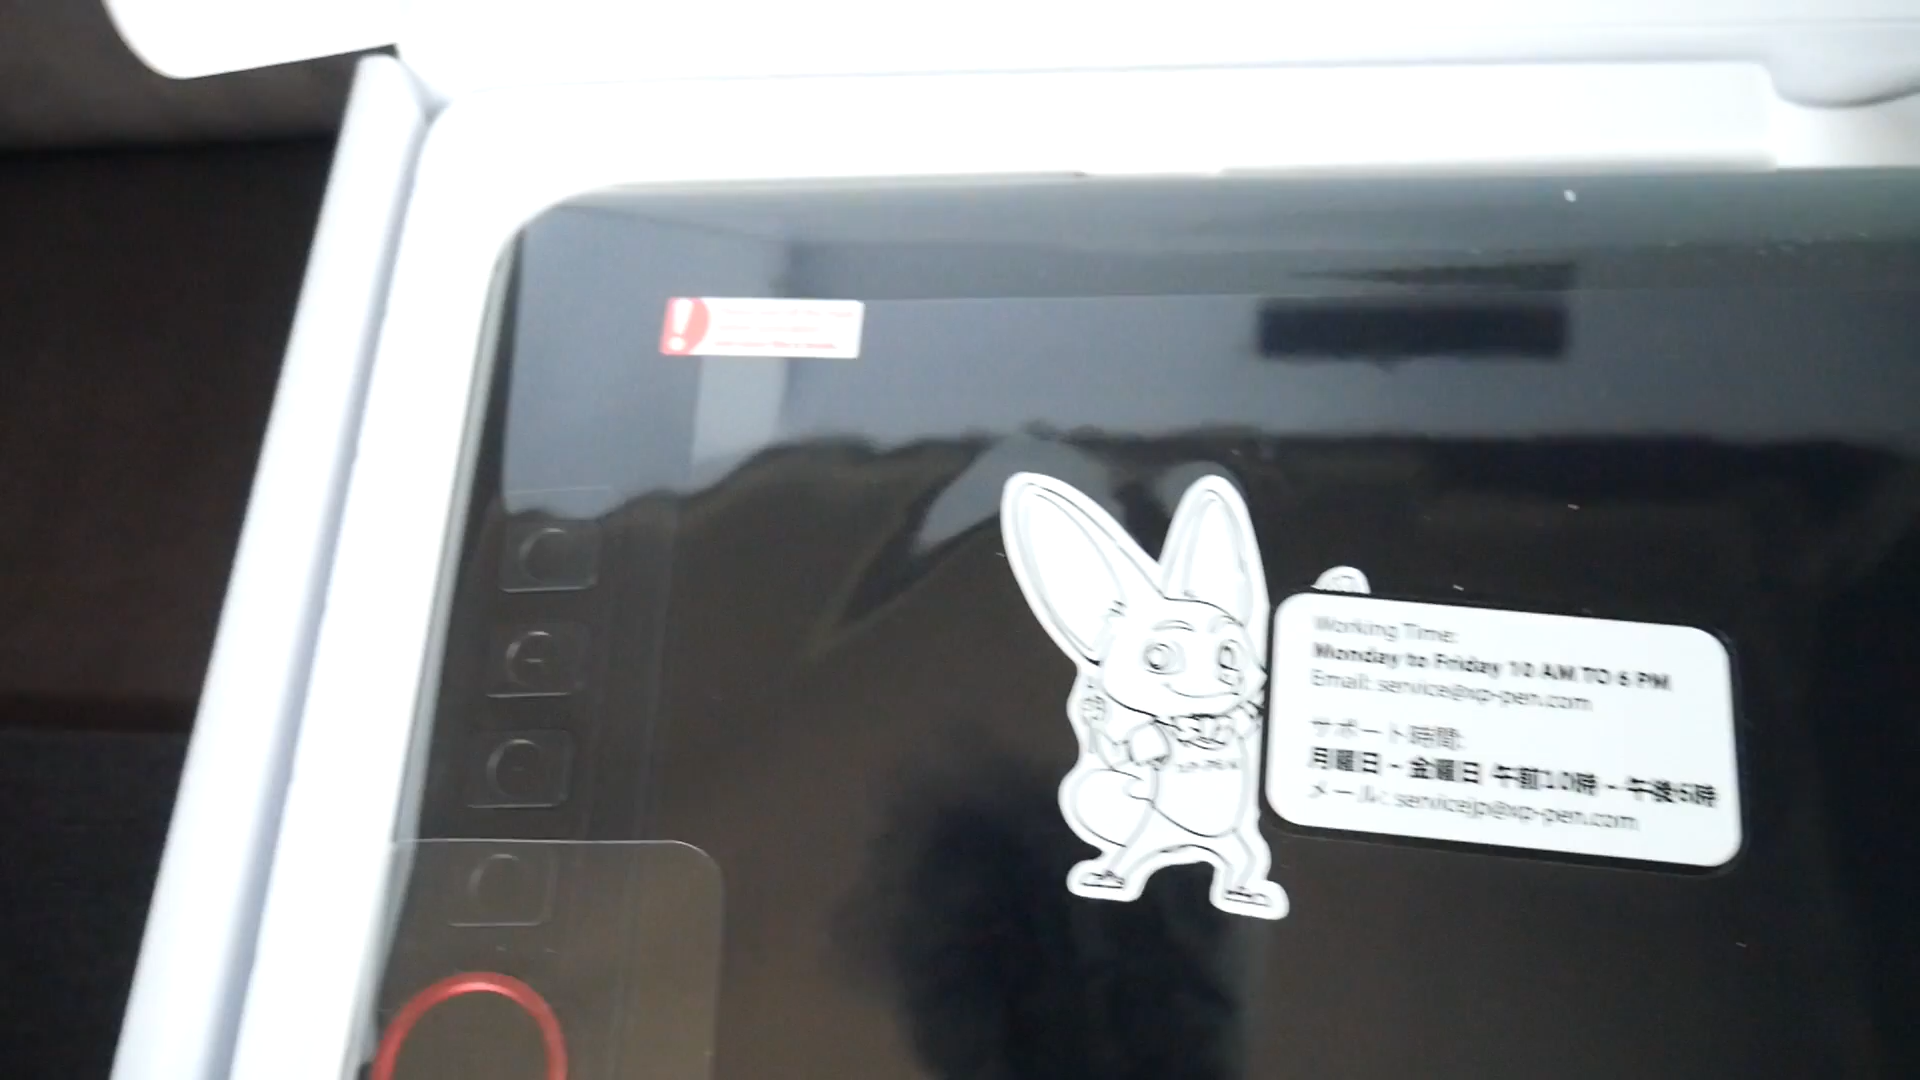 Working Time:
Monday to Friday 10 AM TO 6 PM
Email: service@xp-pen.com
サポート時間:
月曜日 - 金曜日 午前10時 - 午後6時
メール: servicejp@xp-pen.com